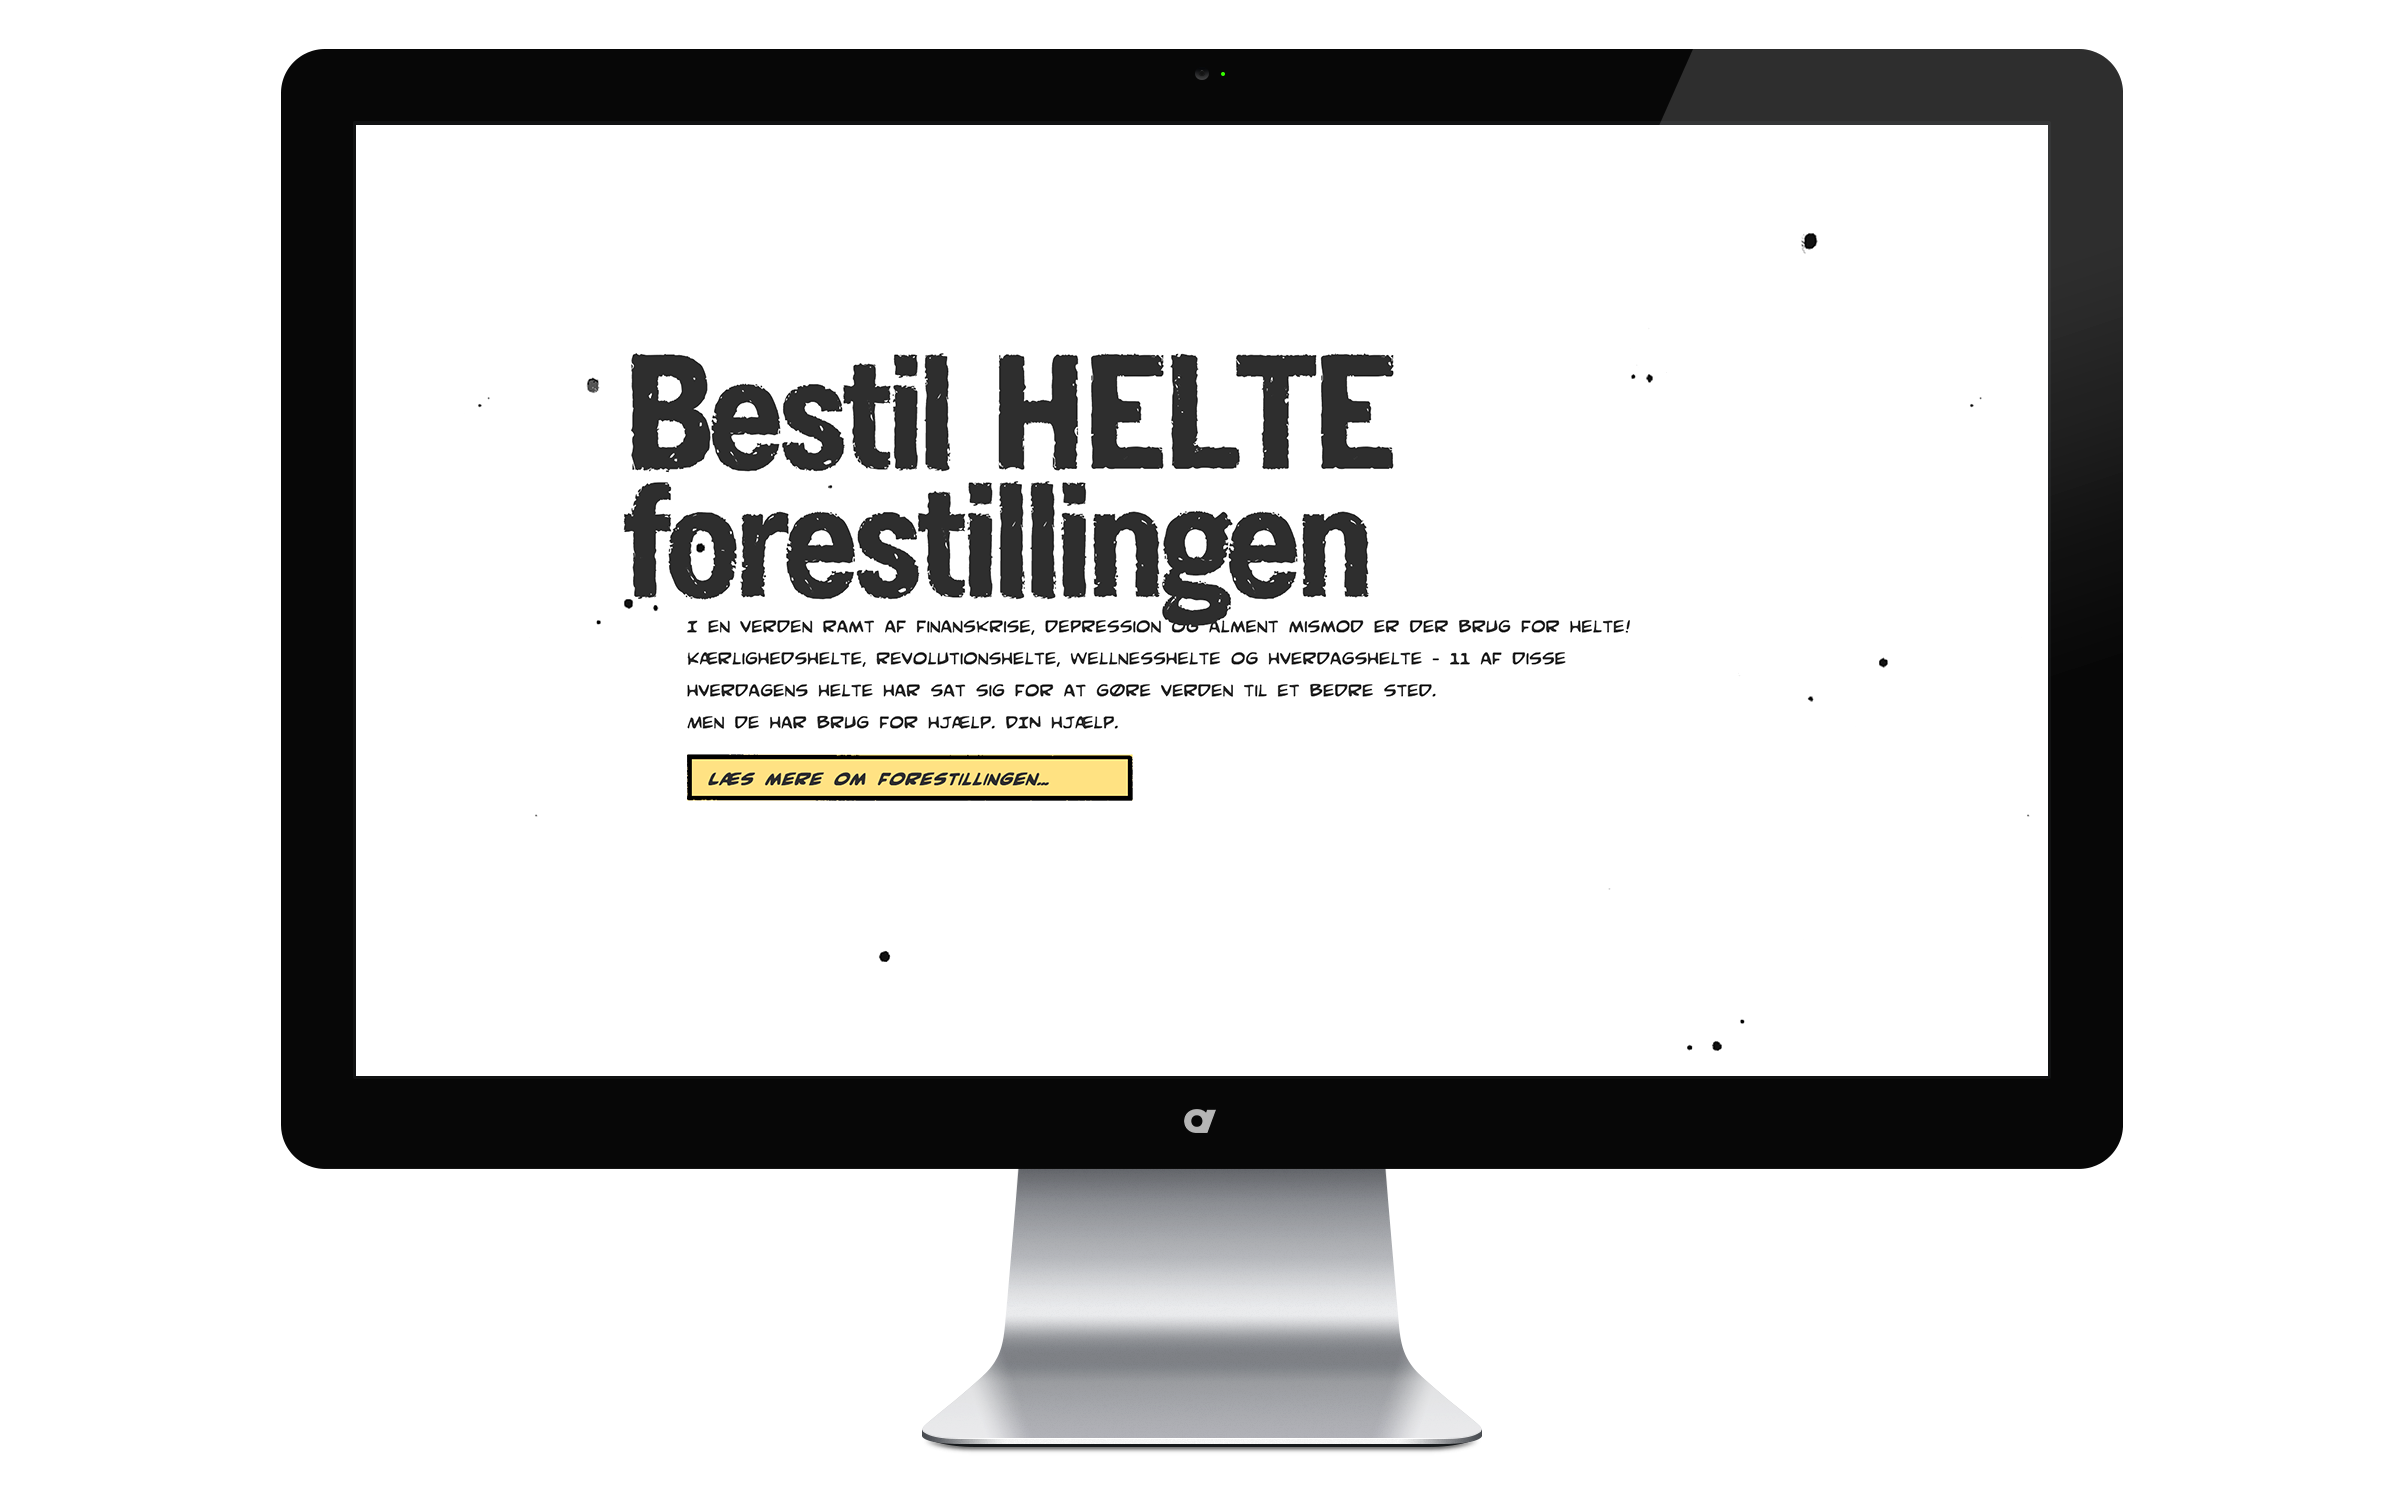 Bestil HELTE
forestillingen
I EN VERDEN RAMT AF FINANSKRISE, DEPRESSION OG ALMENT MISMOD ER DER BRUG FOR HELTE!
KÆRLIGHEDSHELTE, REVOLUTIONSHELTE, WELLNESSHELTE OG HVERDAGSHELTE - 11 AF DISSE
HVERDAGENS HELTE HAR SAT SIG FOR AT GØRE VERDEN TIL ET BEDRE STED.
MEN DE HAR BRUG FOR HJÆLP. DIN HJÆLP.
LÆS MERE OM FORESTILLINGEN...